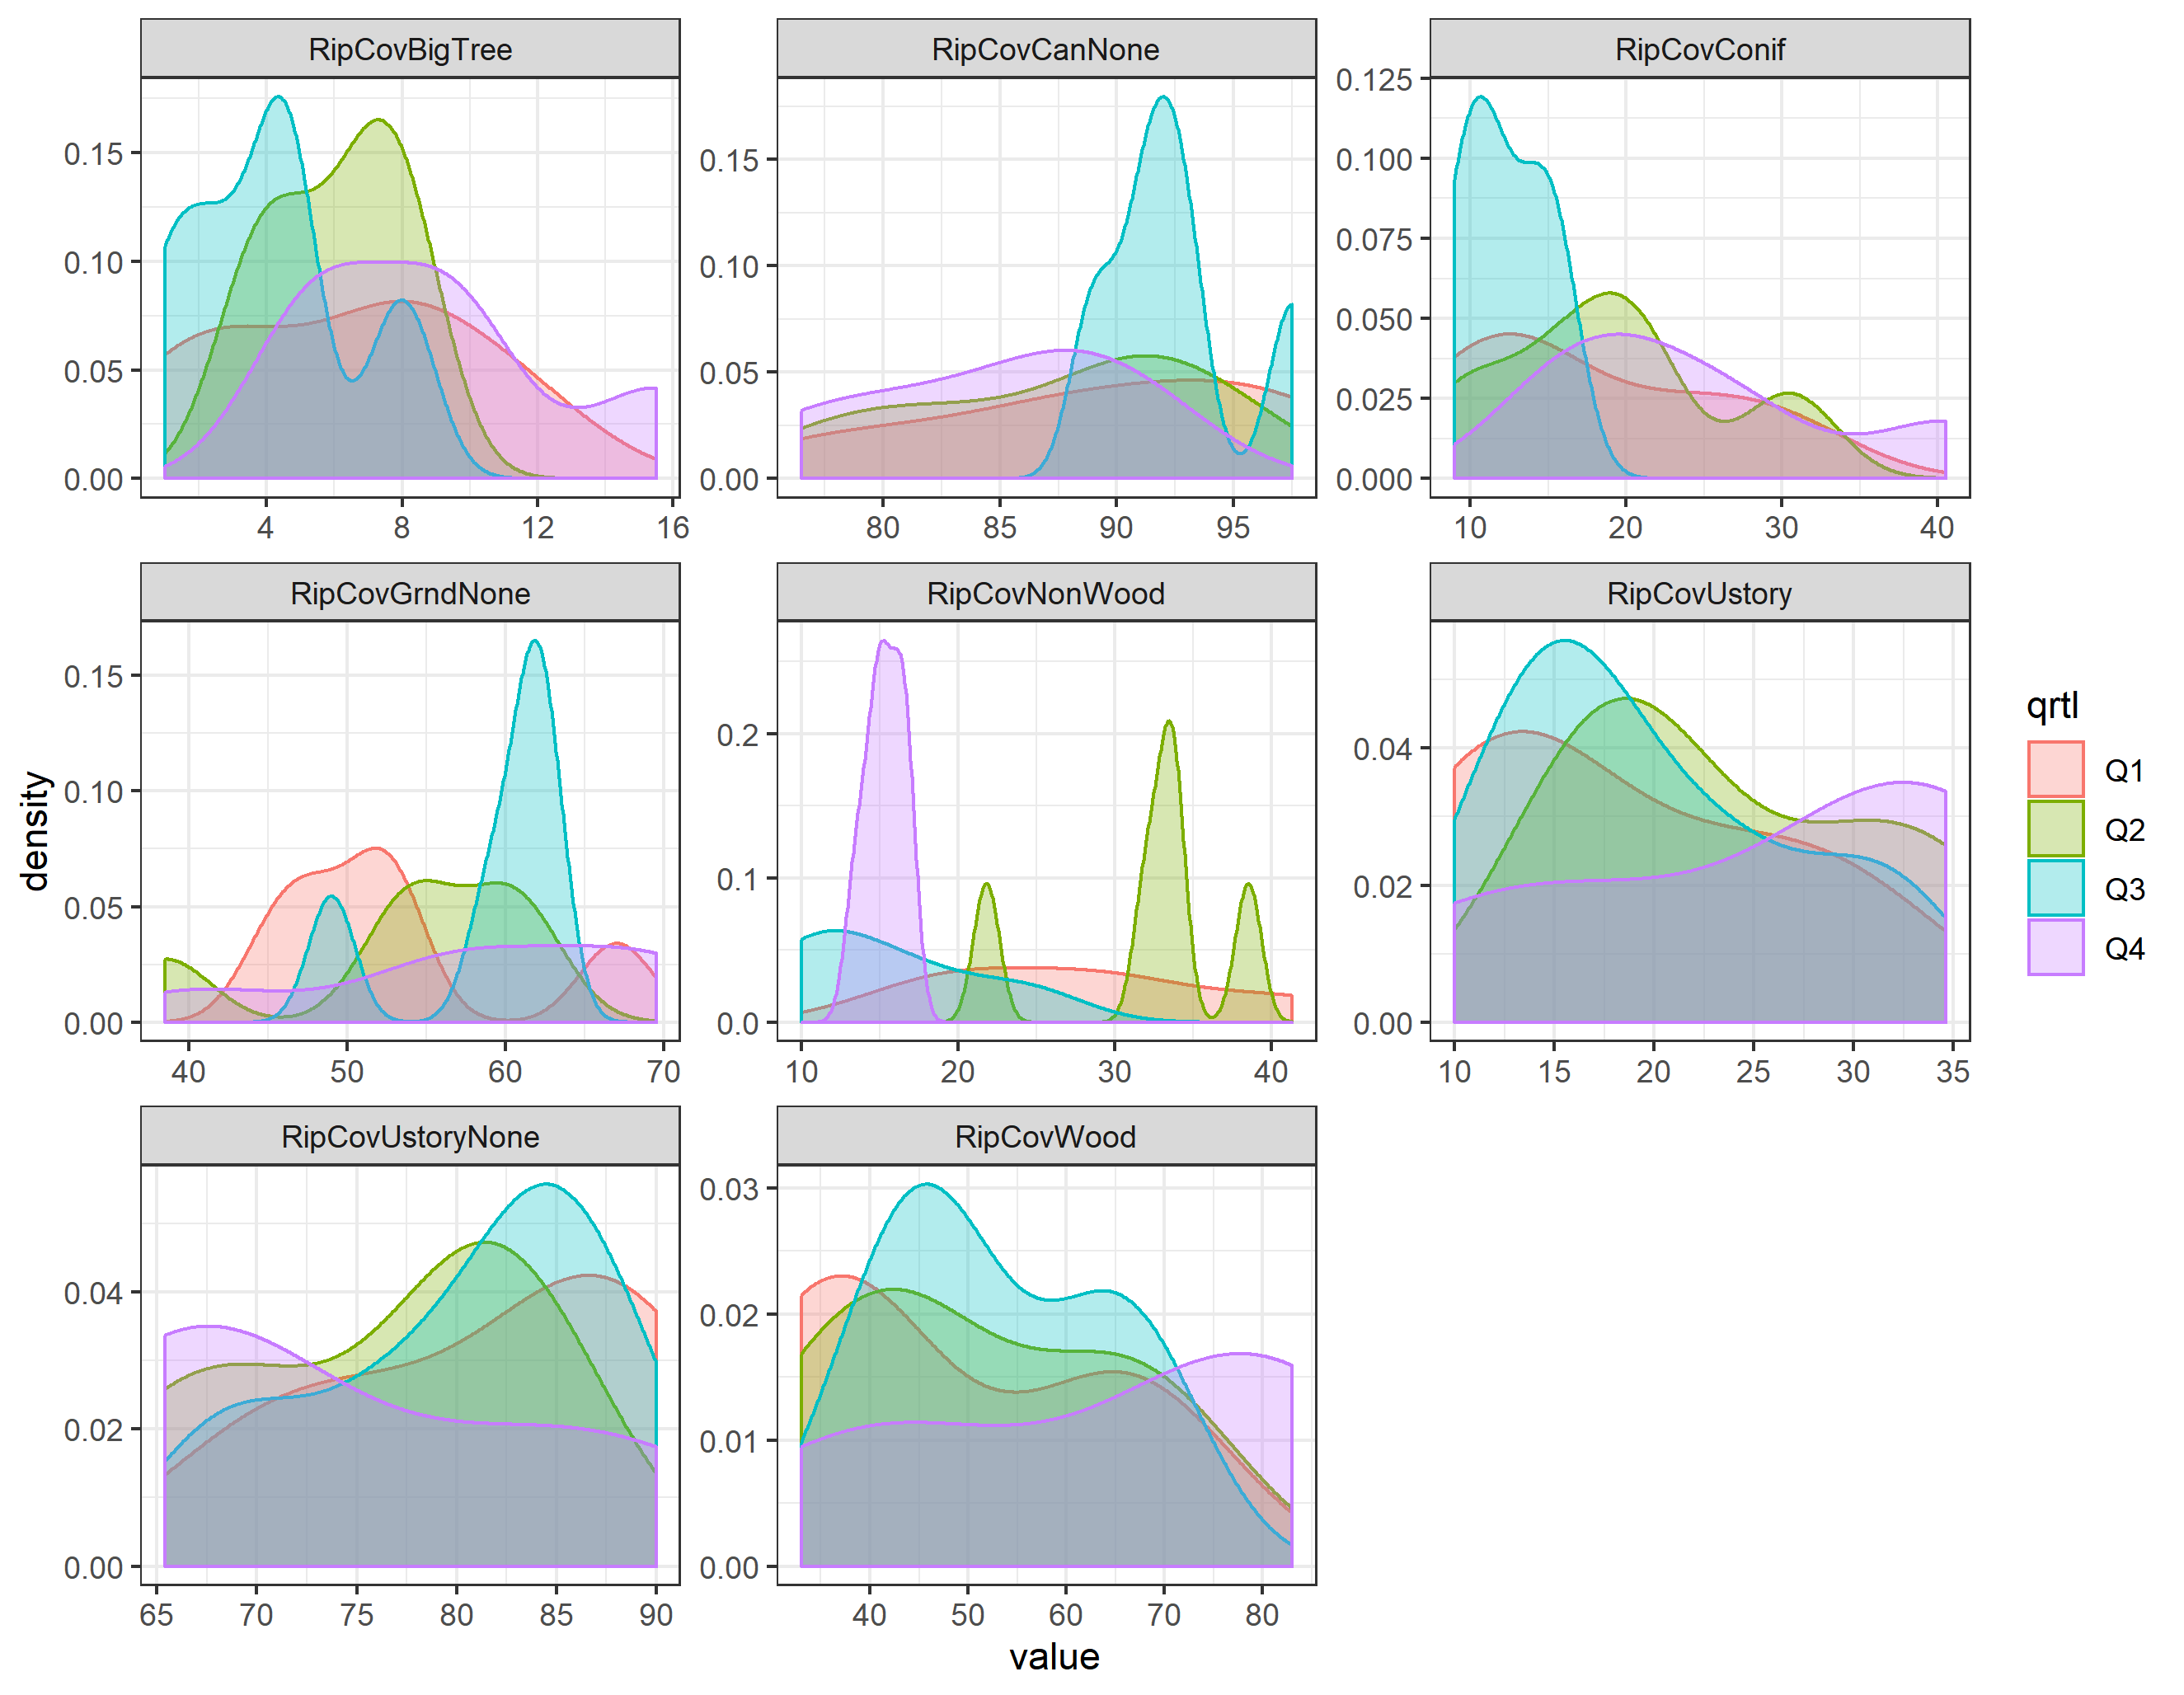 RipCovBigTree
RipCovCanNone
RipCovConif
0.15
0.10
0.05
0.00
4 8 12 16
0.15
0.10
0.05
0.00
80 85 90 95
0.125
0.100
0.075
0.050
0.025
0.000
10 20 30 40
RipCovGrndNone
RipCovNonWood
RipCovUstory
0.15
0.10
0.05
0.00
40 50 60 70
0.2
0.1
0.0
10 20 30 40
0.04
0.02
0.00
10 15 20 25 30 35
RipCovUstoryNone
RipCovWood
0.04
0.02
0.00
65 70 75 80 85 90
0.03
0.02
0.01
0.00
40 50 60 70 80
density
value
qrtl
Q1
Q2
Q3
Q4